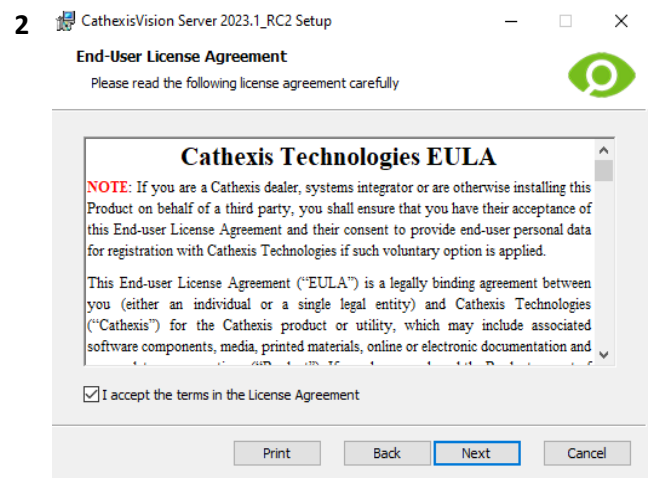 2
CathexisVision Server 2023.1_RC2 Setup
End-User License Agreement
Please read the following license agreement carefully
Cathexis Technologies EULA
NOTE: If you are a Cathexis dealer, systems integrator or are otherwise installing this
Product on behalf of a third party, you shall ensure that you have their acceptance of
this End-user License Agreement and their consent to provide end-user personal data
for registration with Cathexis Technologies if such voluntary option is applied.
This End-user License Agreement (“EULA”) is a legally binding agreement between
you (either an individual or a single legal entity) and Cathexis Technologies
(“Cathexis”) for the Cathexis product or utility, which may include associated
software components, media, printed materials, online or electronic documentation and
I accept the terms in the License Agreement
Print
Back
Next
Cancel